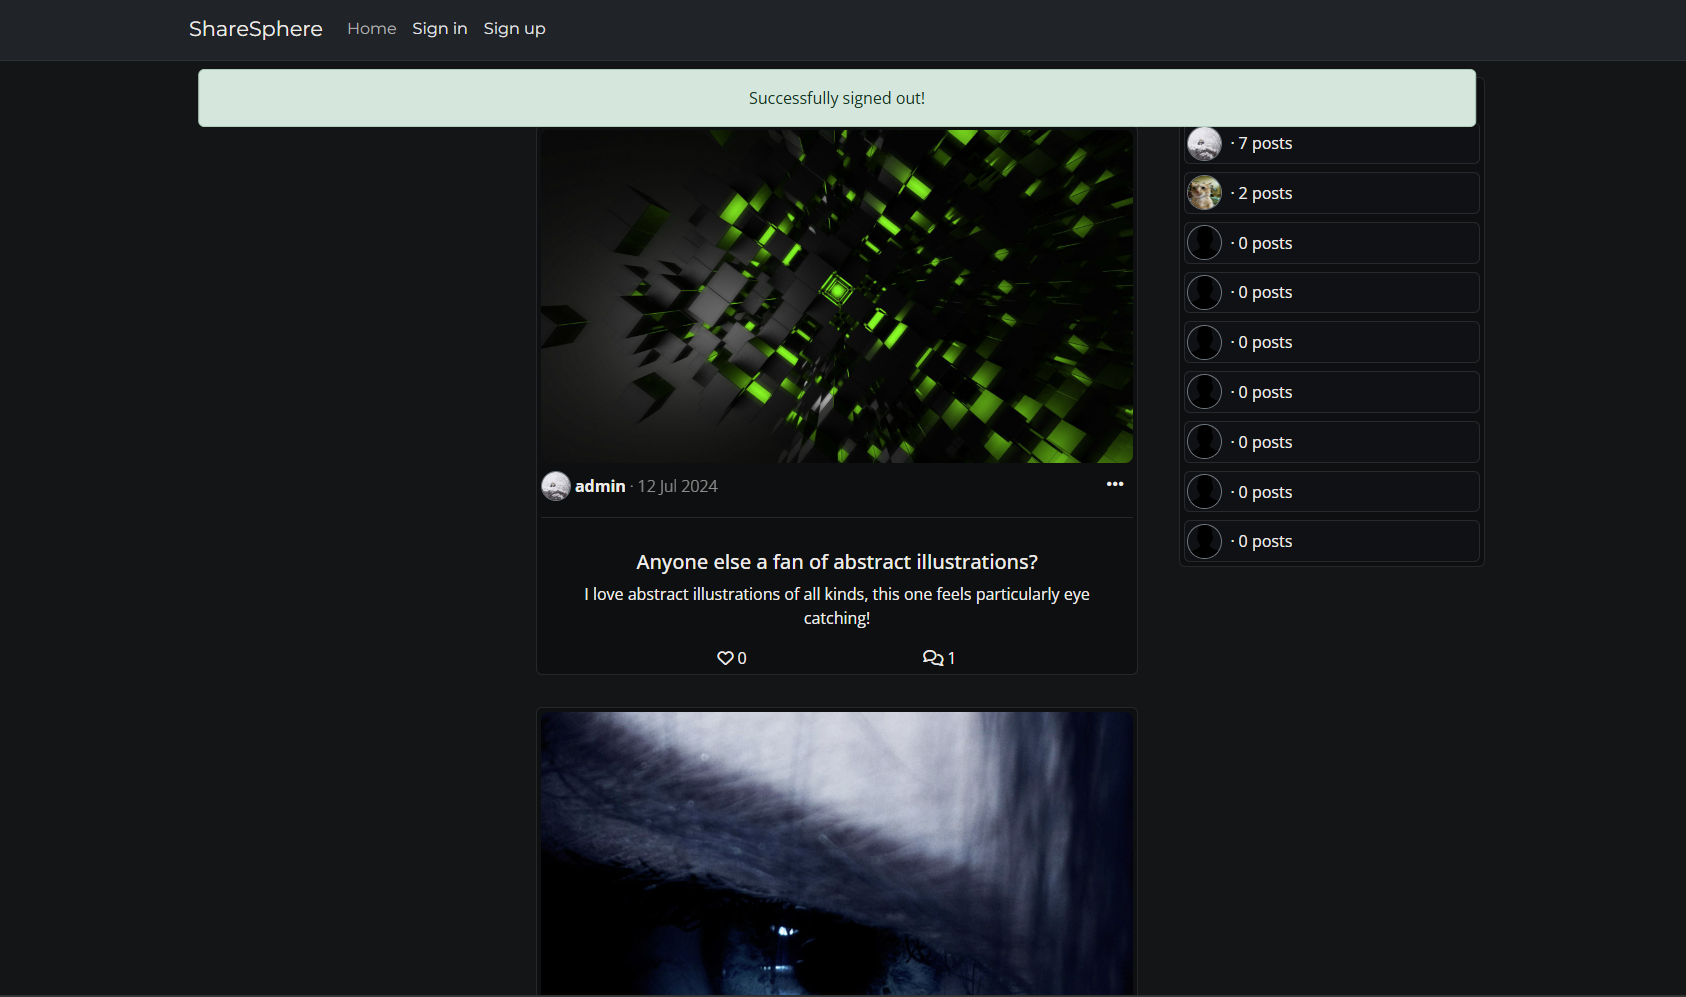 ShareSphere Home Sign in Sign up
Successfully signed out!
admin · 12 Jul 2024
Anyone else a fan of abstract illustrations?
I love abstract illustrations of all kinds, this one feels particularly eye
catching!
0 1
· 7 posts
· 2 posts
· 0 posts
· 0 posts
· 0 posts
· 0 posts
· 0 posts
· 0 posts
· 0 posts